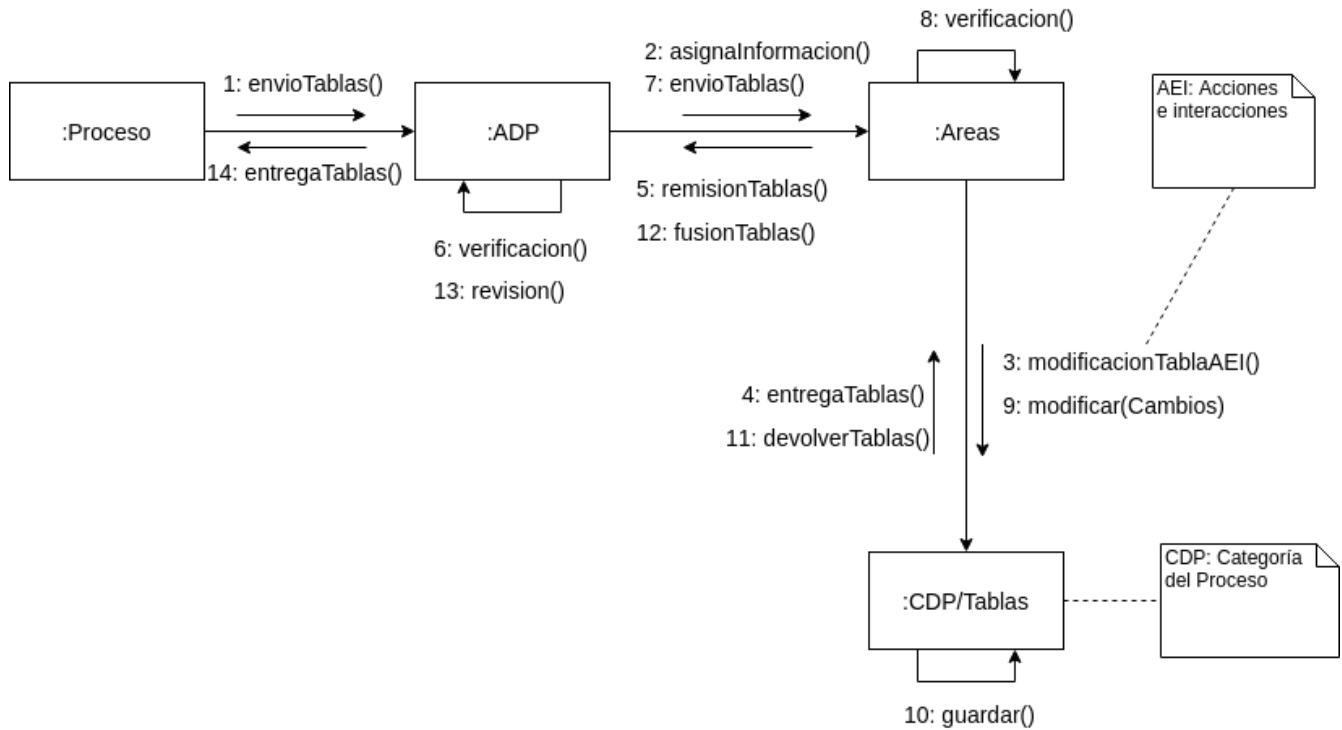 8: verificacion()
2: asignaInformacion()
7: envioTablas()
1: envioTablas()
:Proceso
:ADP
:Areas
AEI: Acciones
e interacciones
14: entregaTablas()
5: remisionTablas()
12: fusionTablas()
6: verificacion()
13: revision()
3: modificacionTablaAEI()
9: modificar(Cambios)
4: entregaTablas()
11: devolverTablas()
:CDP/Tablas
CDP: Categoría
del Proceso
10: guardar()